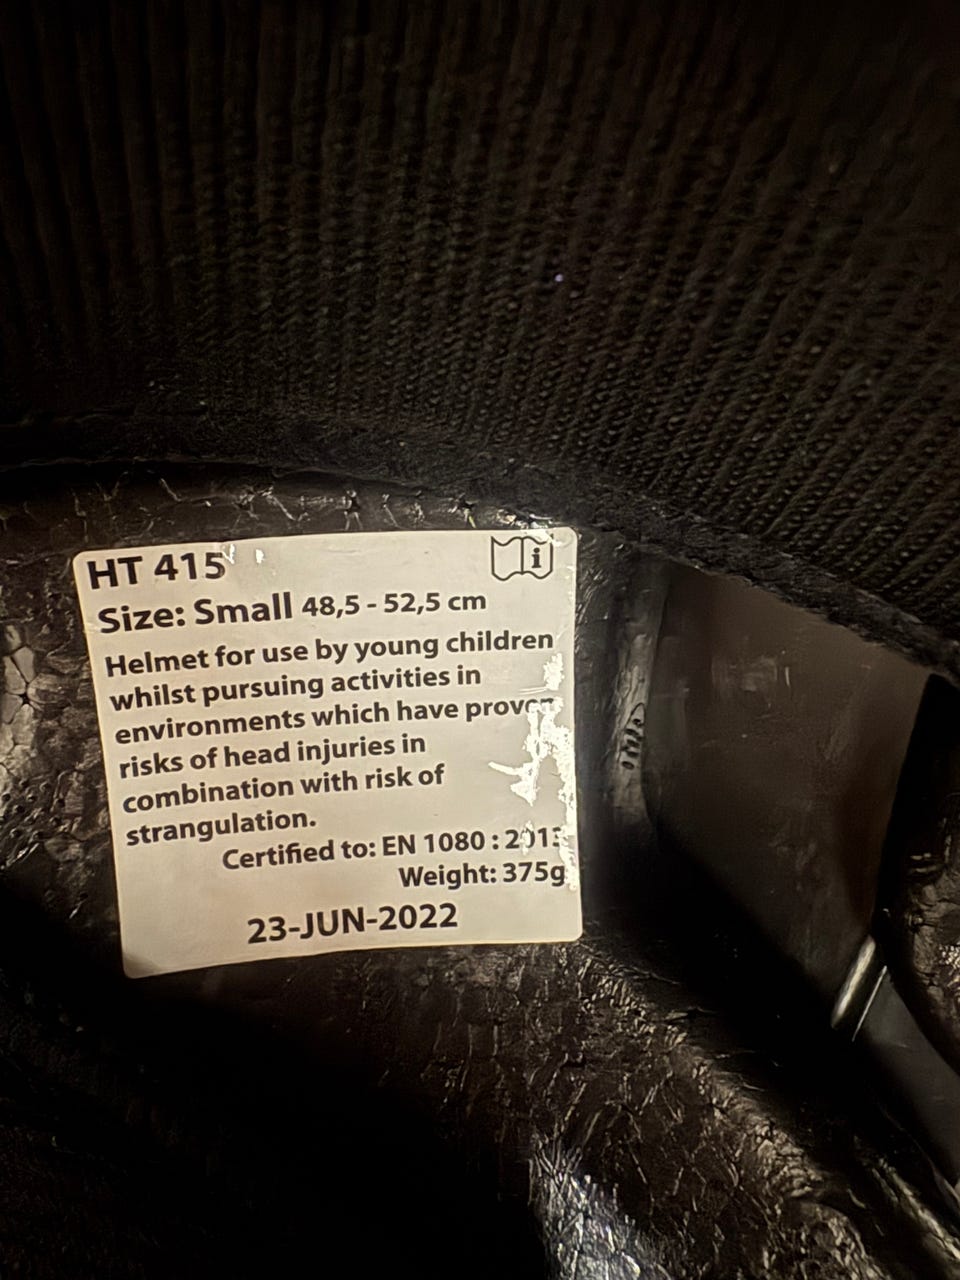 HT 415
i
Size: Small 48,5 - 52,5 cm
Helmet for use by young children
whilst pursuing activities in
environments which have proven
risks of head injuries in
combination with risk of
strangulation.
Certified to: EN 1080 : 2013
Weight: 375g
23-JUN-2022